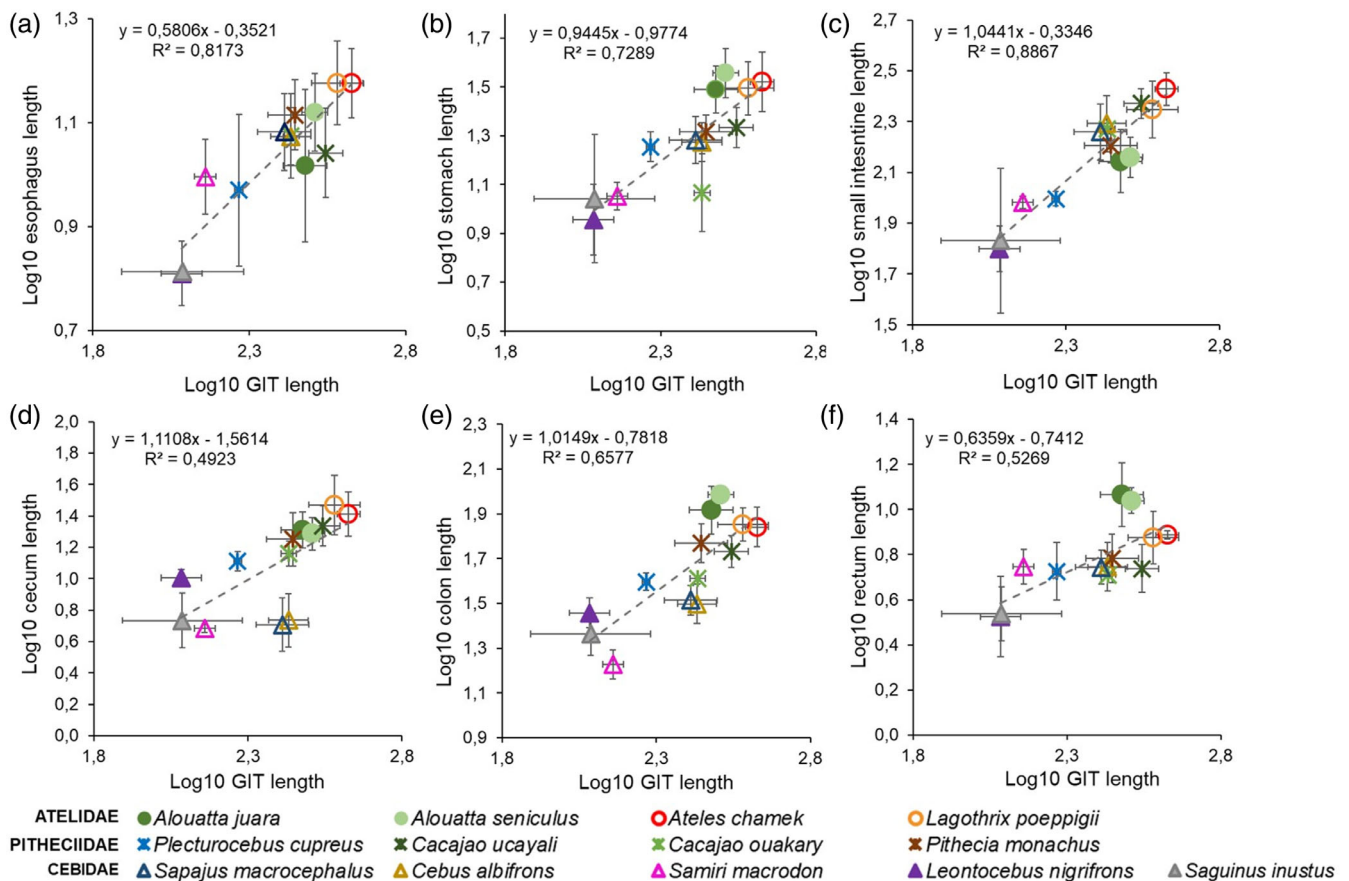 (a)
y = 0,5806x - 0,3521
R² = 0,8173
Log10 esophagus length
1,3
1,1
0,9
0,7
1,8
2,3
2,8
Log10 GIT length
(b)
y = 0,9445x - 0,9774
R² = 0,7289
Log10 stomach length
1,7
1,5
1,3
1,1
0,9
0,7
0,5
1,8
2,3
2,8
Log10 GIT length
(c)
y = 1,0441x - 0,3346
R² = 0,8867
Log10 small intesntine length
2,7
2,5
2,3
2,1
1,9
1,7
1,5
1,8
2,3
2,8
Log10 GIT length
(d)
y = 1,1108x - 1,5614
R² = 0,4923
Log10 cecum length
2,0
1,8
1,6
1,4
1,2
1,0
0,8
0,6
0,4
0,2
0,0
1,8
2,3
2,8
Log10 GIT length
(e)
y = 1,0149x - 0,7818
R² = 0,6577
Log10 colon length
2,3
2,1
1,9
1,7
1,5
1,3
1,1
0,9
1,8
2,3
2,8
Log10 GIT length
(f)
y = 0,6359x - 0,7412
R² = 0,5269
Log10 rectum length
1,4
1,2
1,0
0,8
0,6
0,4
0,2
0,0
1,8
2,3
2,8
Log10 GIT length
ATELIDAE Alouatta juara Alouatta seniculus Ateles chamek Lagothrix poeppigii
PITHECIIDAE Plecturocebus cupreus Cacajao ucayali Cacajao ouakary Pithecia monachus
CEBIDAE Sapajus macrocephalus Cebus albifrons Samiri macrodon Leontocebus nigrifrons Saguinus inustus